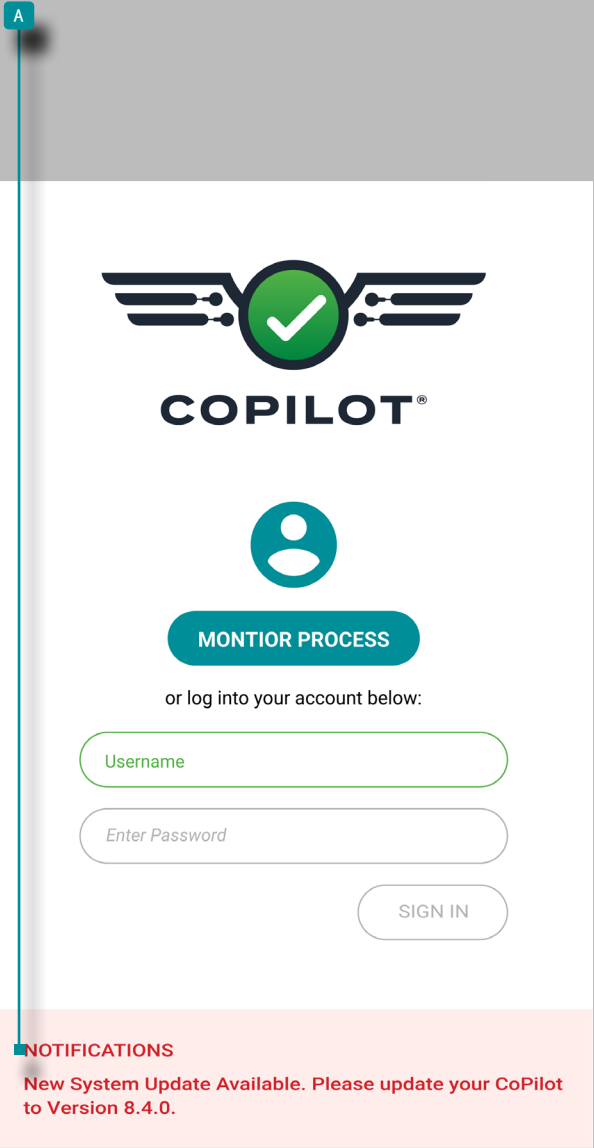 A
COPILOT®
MONTIOR PROCESS
or log into your account below:
Username
Enter Password
SIGN IN
NOTIFICATIONS
New System Update Available. Please update your CoPilot
to Version 8.4.0.